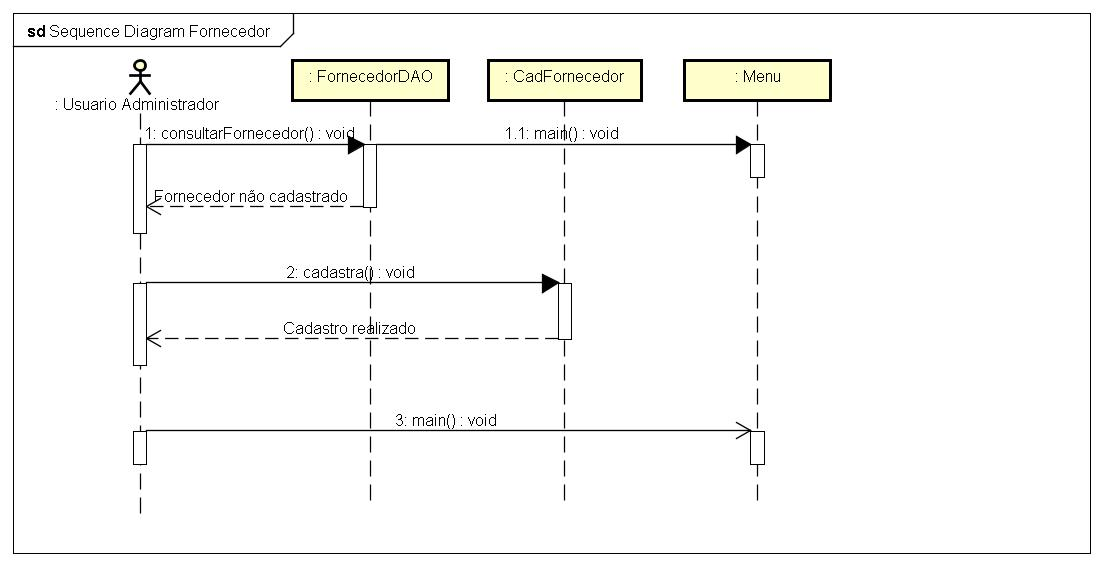 sd Sequence Diagram Fornecedor
: Usuario Administrador
: FornecedorDAO
: CadFornecedor
: Menu
1: consultarFornecedor() : void
1.1: main() : void
Fornecedor não cadastrado
2: cadastra() : void
Cadastro realizado
3: main() : void